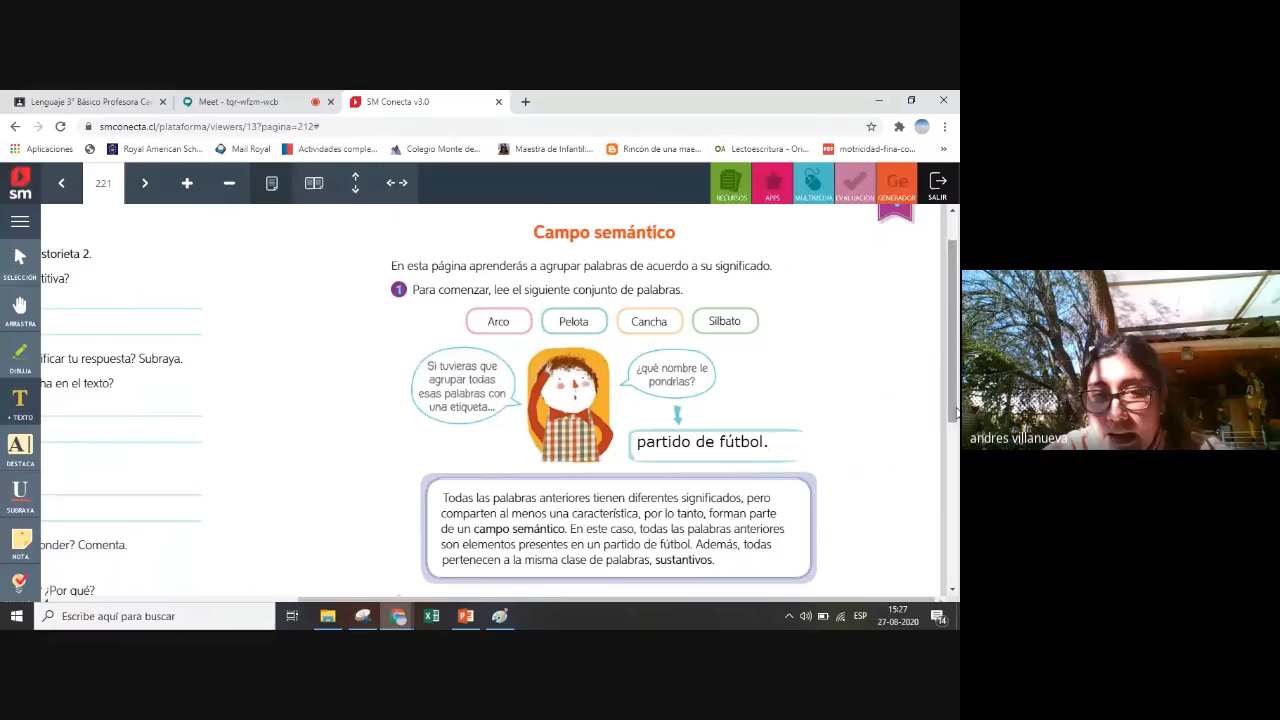 Lenguaje 3° Básico Profesora Ca
Meet - tqr-wfzm-wcb
SM Conecta v3.0
smconecta.cl/plataforma/viewers/13?pagina=212#
Aplicaciones
Royal American Sch...
Mail Royal
Actividades comple...
Colegio Monte de...
Maestra de Infantil:...
Rincón de una mae...
OA Lectoescritura - Ori...
PDF motricidad-fina-co...
»
sm
221
RECURSOS
APPS
MULTIMEDIA
EVALUACIÓN
Ge
GENERADOR
SALIR
SELECCIÓN
ARRASTRA
DIBUJA
T
+ TEXTO
A
DESTACA
U
SUBRAYA
NOTA
storieta 2.
titiva?
ificar tu respuesta? Subraya.
na en el texto?
onder? Comenta.
¿Por qué?
Campo semántico
En esta página aprenderás a agrupar palabras de acuerdo a su significado.
1 Para comenzar, lee el siguiente conjunto de palabras.
Arco
Pelota
Cancha
Silbato
Si tuvieras que
agrupar todas
esas palabras con
una etiqueta...
¿qué nombre le
pondrías?
partido de fútbol.
Todas las palabras anteriores tienen diferentes significados, pero
comparten al menos una característica, por lo tanto, forman parte
de un campo semántico. En este caso, todas las palabras anteriores
son elementos presentes en un partido de fútbol. Además, todas
pertenecen a la misma clase de palabras, sustantivos.
andres villanueva
Escribe aquí para buscar
ESP
15:27
27-08-2020
14